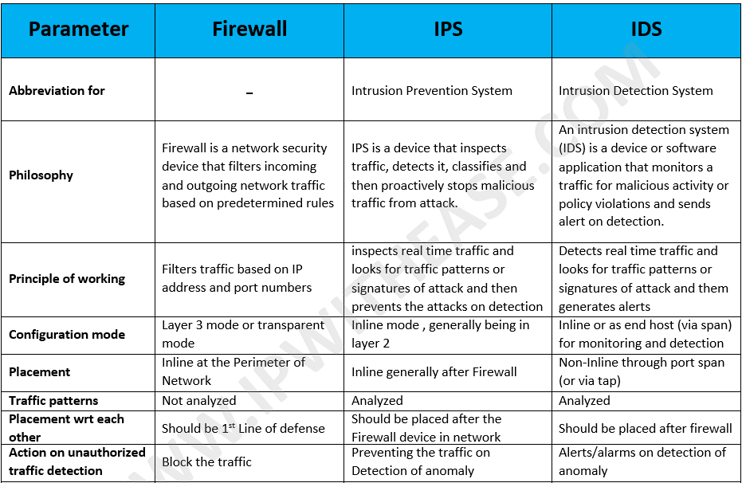 Parameter Firewall IPS IDS
Abbreviation for – Intrusion Prevention System Intrusion Detection System
Philosophy
Firewall is a network security
device that filters incoming
and outgoing network traffic
based on predetermined rules
IPS is a device that inspects
traffic, detects it, classifies and
then proactively stops malicious
traffic from attack.
An intrusion detection system
(IDS) is a device or software
application that monitors a
traffic for malicious activity or
policy violations and sends
alert on detection.
Principle of working
Filters traffic based on IP
address and port numbers
inspects real time traffic and
looks for traffic patterns or
signatures of attack and then
prevents the attacks on detection
Detects real time traffic and
looks for traffic patterns or
signatures of attack and them
generates alerts
Configuration mode
Layer 3 mode or transparent
mode
Inline mode , generally being in
layer 2
Inline or as end host (via span)
for monitoring and detection
Placement
Inline at the Perimeter of
Network
Inline generally after Firewall
Non-Inline through port span
(or via tap)
Traffic patterns Not analyzed Analyzed Analyzed
Placement wrt each
other
Should be 1st Line of defense
Should be placed after the
Firewall device in network
Should be placed after firewall
Action on unauthorized
traffic detection
Block the traffic
Preventing the traffic on
Detection of anomaly
Alerts/alarms on detection of
anomaly
WWW.IPWITHEASE.COM